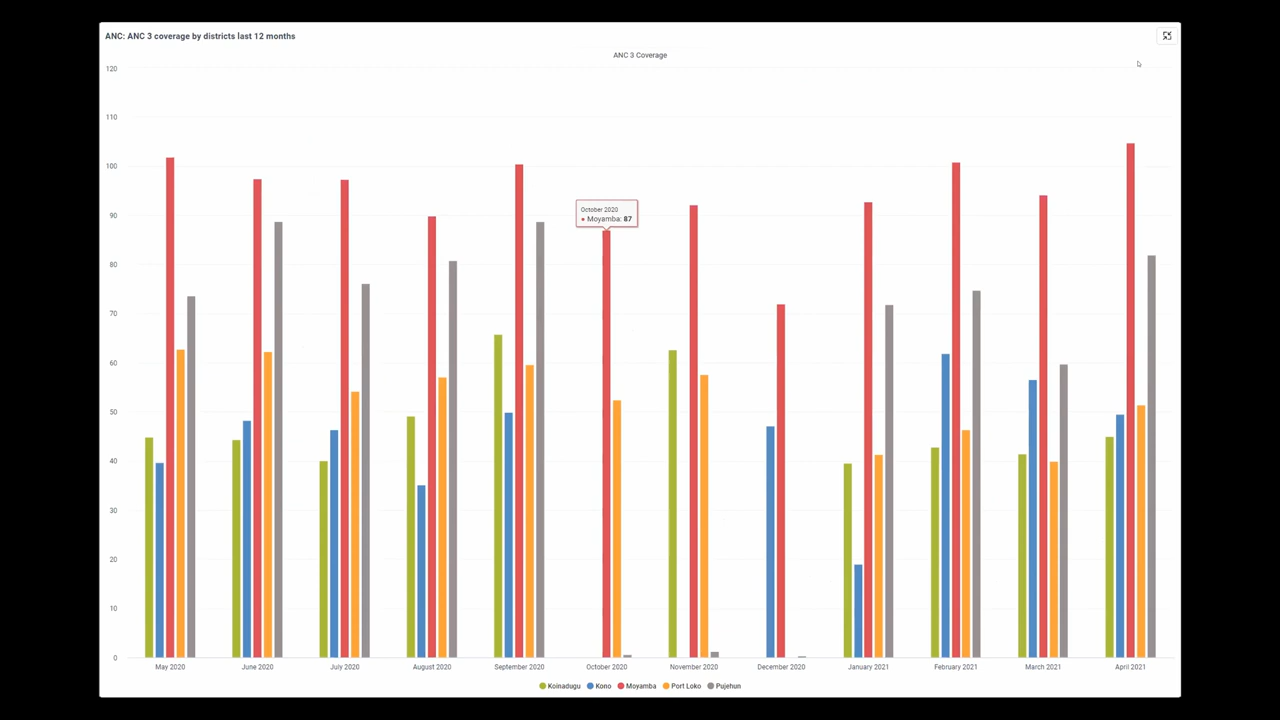 ANC: ANC 3 coverage by districts last 12 months
ANC 3 Coverage
120
110
100
90
80
70
60
50
40
30
20
10
0
October 2020
Moyamba: 87
May 2020 June 2020 July 2020 August 2020 September 2020 October 2020 November 2020 December 2020 January 2021 February 2021 March 2021 April 2021
Koinadugu Kono Moyamba Port Loko Pujehun